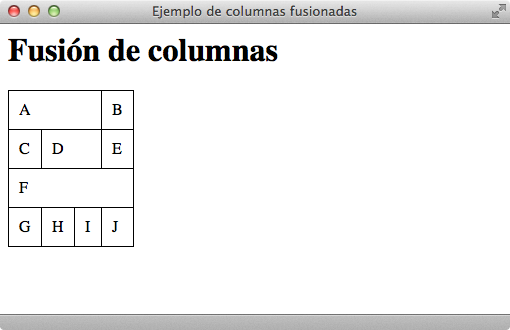 Ejemplo de columnas fusionadas
Fusión de columnas
A B
C D E
F
G H I J